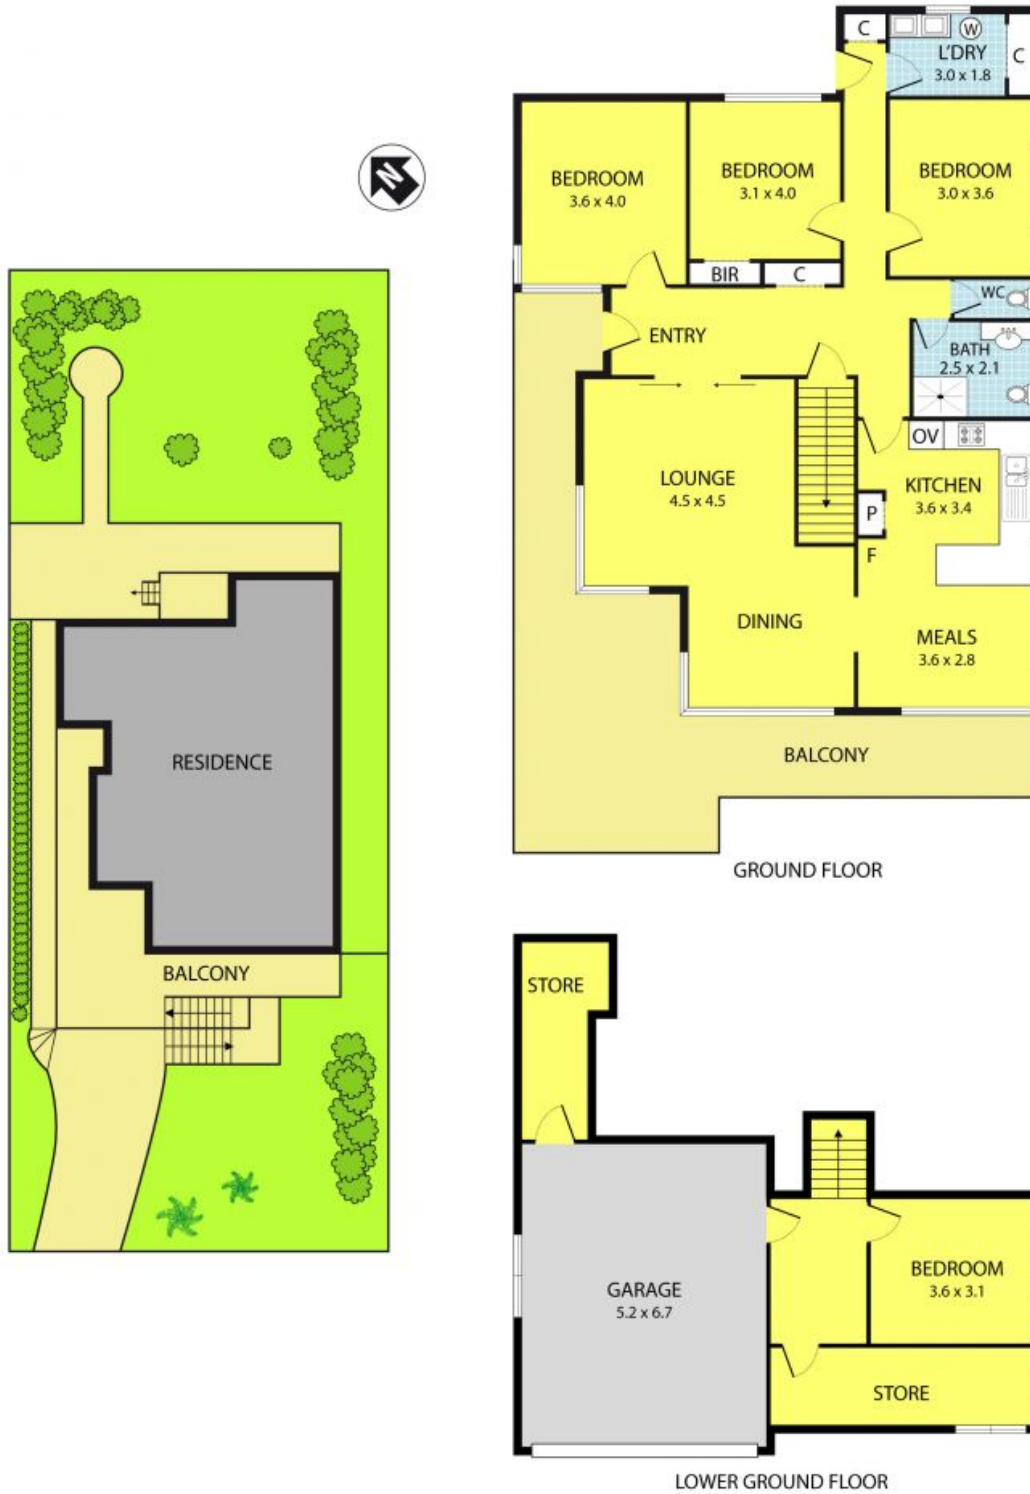 N
RESIDENCE
BALCONY
C
W
L'DRY
3.0 x 1.8
C
BEDROOM
3.6 x 4.0
BEDROOM
3.1 x 4.0
BEDROOM
3.0 x 3.6
BIR
C
WC
ENTRY
BATH
2.5 x 2.1
OV
LOUNGE
4.5 x 4.5
KITCHEN
3.6 x 3.4
P
F
DINING
MEALS
3.6 x 2.8
BALCONY
GROUND FLOOR
STORE
GARAGE
5.2 x 6.7
BEDROOM
3.6 x 3.1
STORE
LOWER GROUND FLOOR